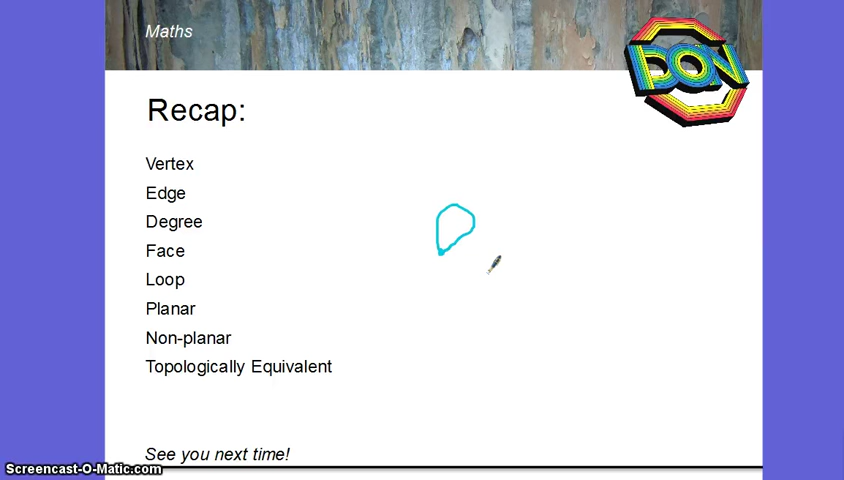 Maths
DON
Recap:
Vertex
Edge
Degree
Face
Loop
Planar
Non-planar
Topologically Equivalent
See you next time!
Screencast-O-Matic.com